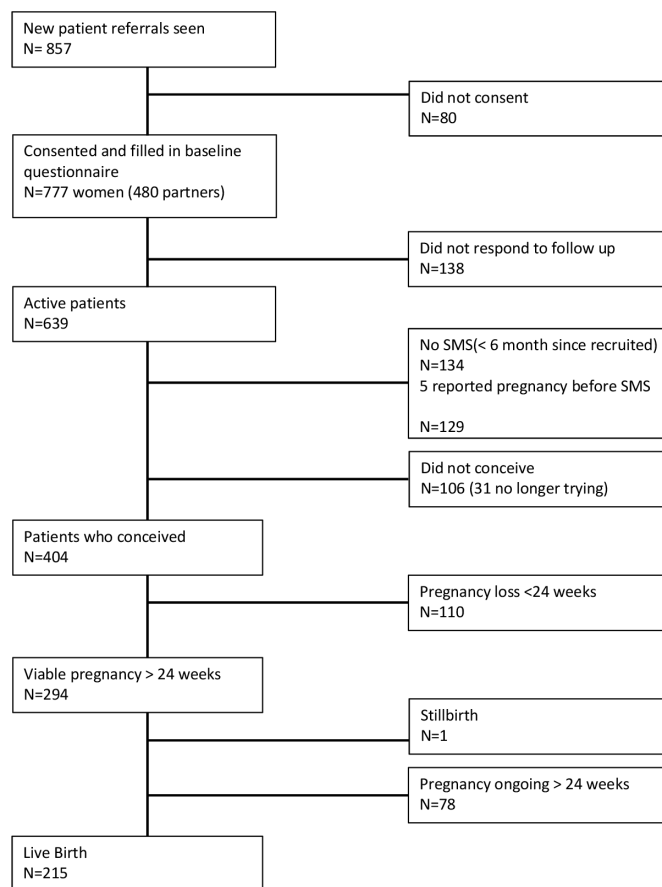 New patient referrals seen
N= 857
Did not consent
N=80
Consented and filled in baseline
questionnaire
N=777 women (480 partners)
Did not respond to follow up
N=138
Active patients
N=639
No SMS(< 6 month since recruited)
N=134
5 reported pregnancy before SMS
N=129
Did not conceive
N=106 (31 no longer trying)
Patients who conceived
N=404
Pregnancy loss <24 weeks
N=110
Viable pregnancy > 24 weeks
N=294
Stillbirth
N=1
Pregnancy ongoing > 24 weeks
N=78
Live Birth
N=215